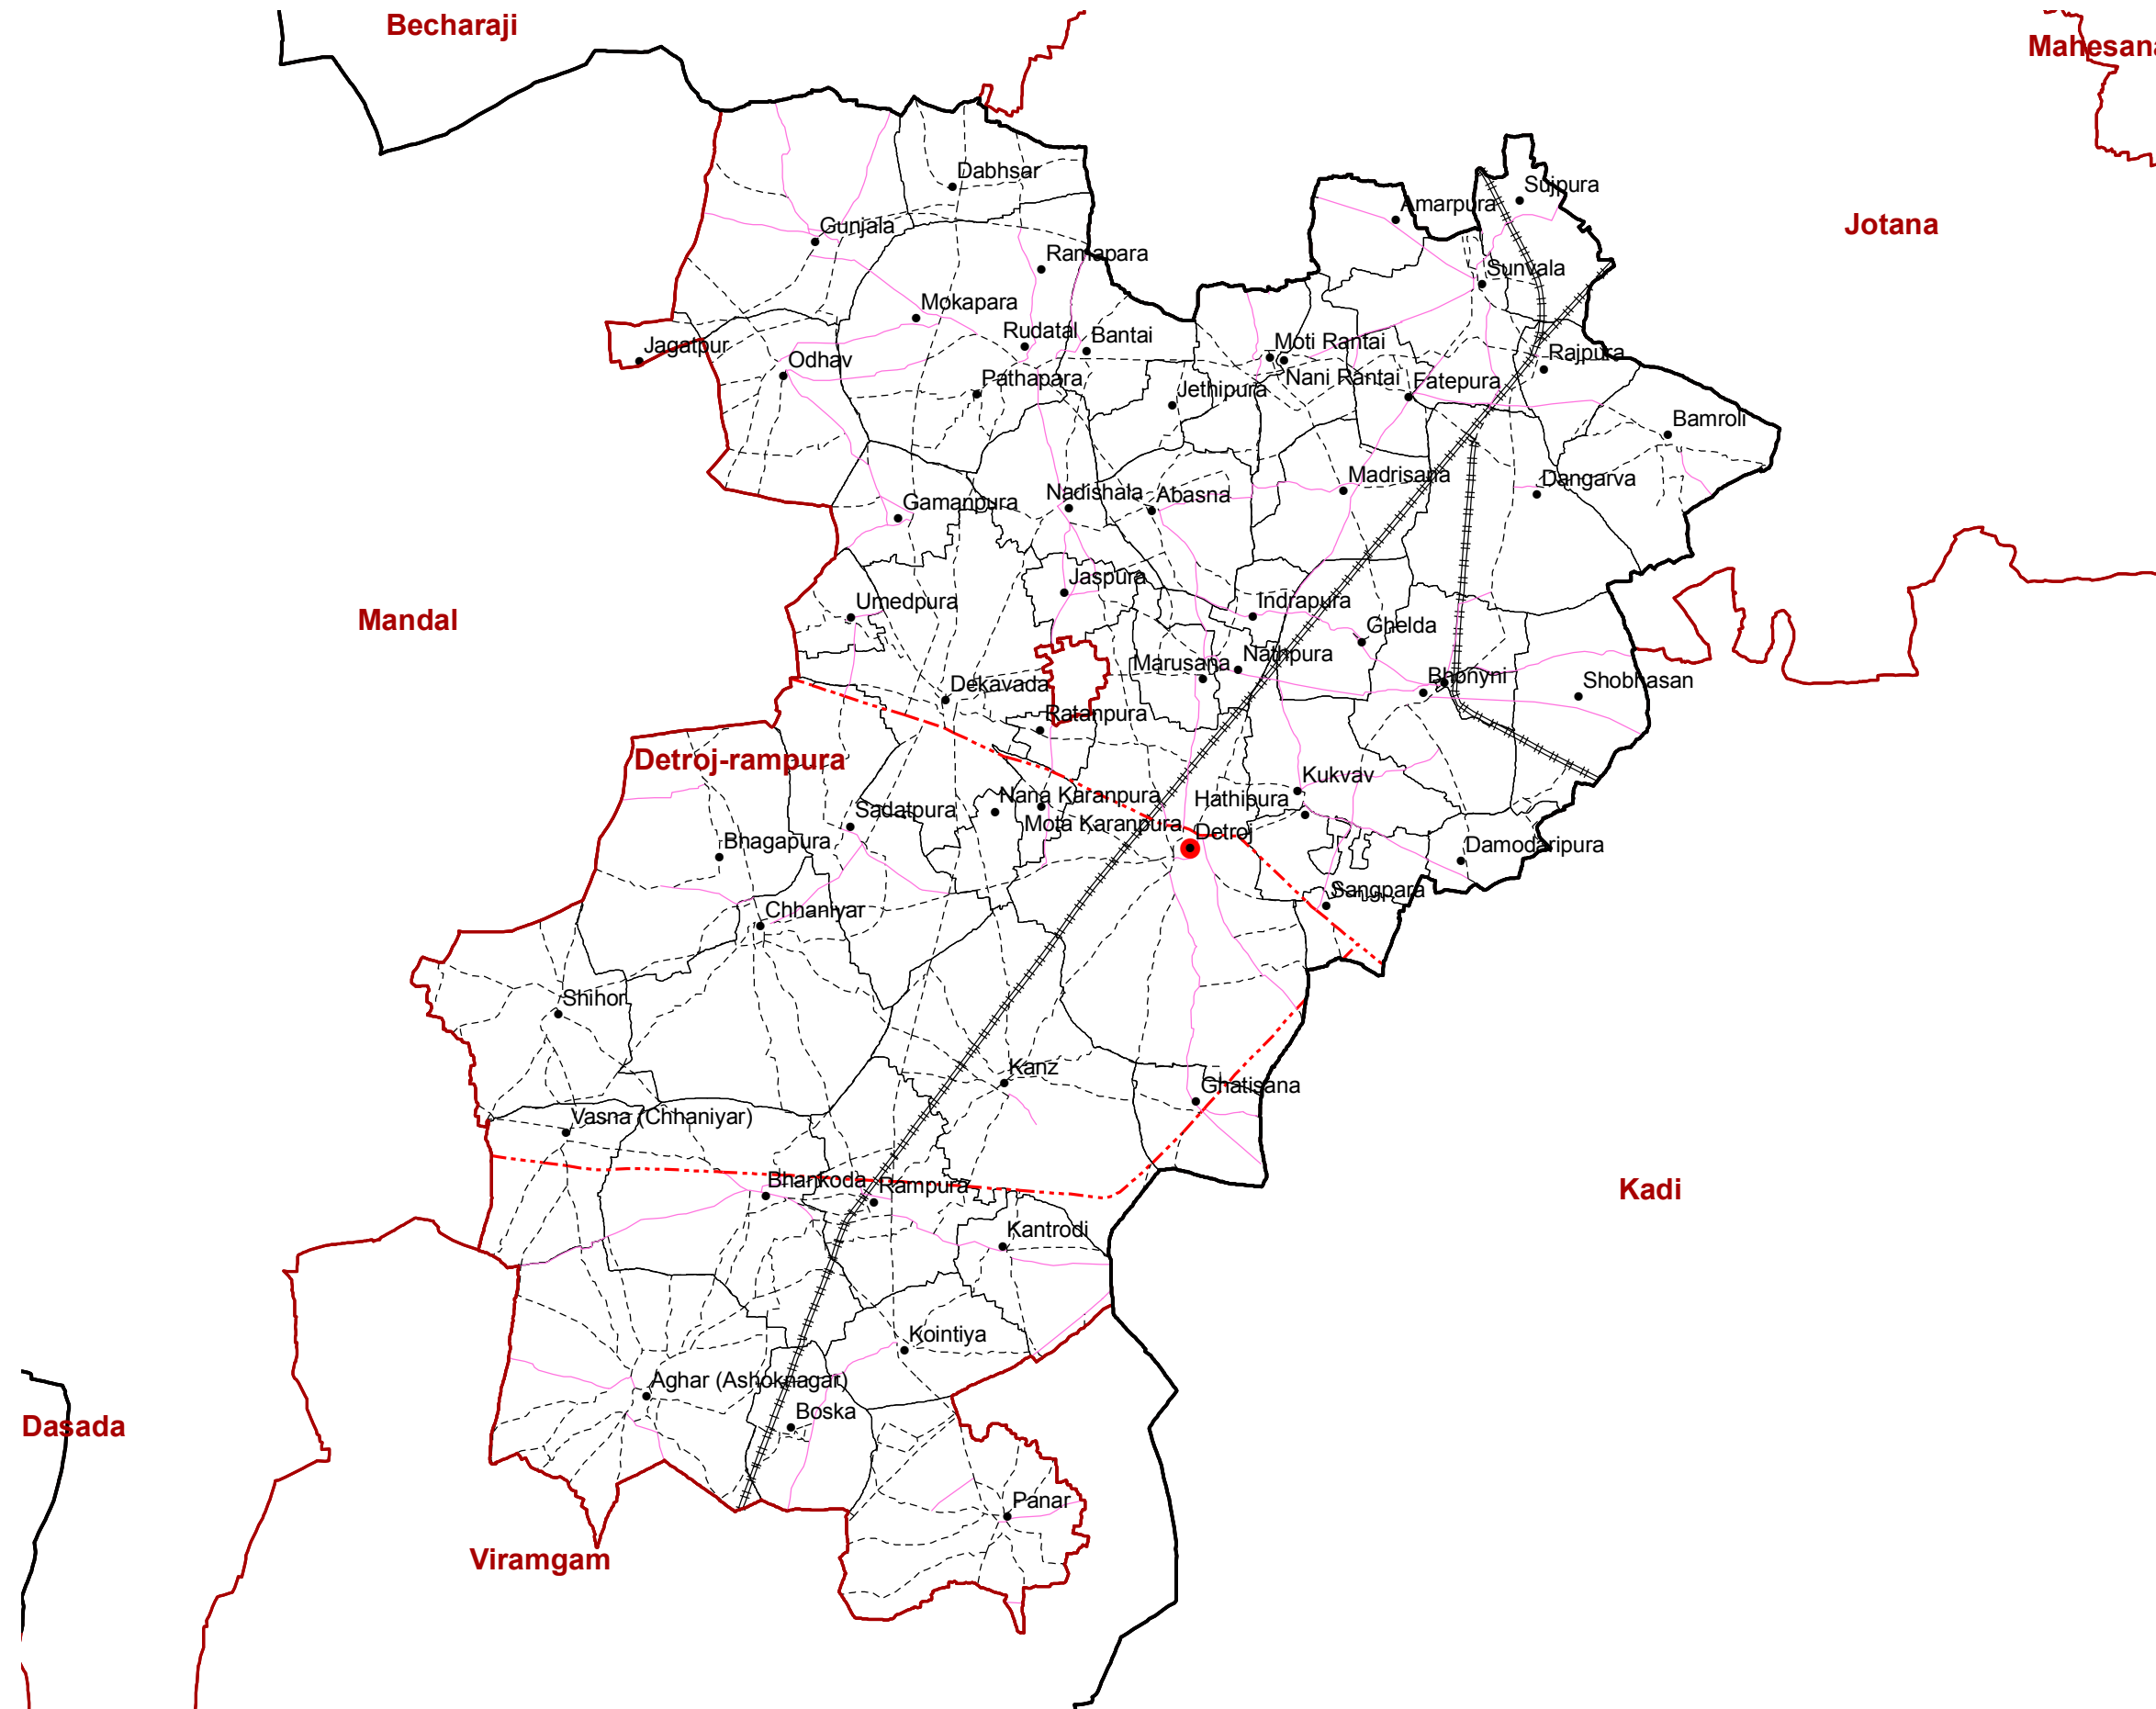 Becharaji
Mahesana
Dabhsar
Sujpura
Amarpura
Jotana
Gunjala
Ramapara
Sunvala
Mokapara
Rudatal
Bantai
Moti Rantai
Jagatpur
Odhav
Rajpura
Pathapara
Jethipura
Nani Rantai
Fatepura
Bamroli
Madrisana
Dangarva
Gamanpura
Nadishala
Abasna
Jaspura
Umedpura
Indrapura
Mandal
Ghelda
Marusana
Nathpura
Dekavada
Bhonyni
Shobhasan
Ratanpura
Detroj-rampura
Kukvav
Nana Karanpura
Hathipura
Sadatpura
Mota Karanpura
Detroj
Bhagapura
Damodaripura
Sangpara
Chhaniyar
Shihor
Kanz
Ghatisana
Vasna (Chhaniyar)
Bhankoda
Rampura
Kadi
Kantrodi
Kointiya
Aghar (Ashoknagar)
Boska
Dasada
Panar
Viramgam